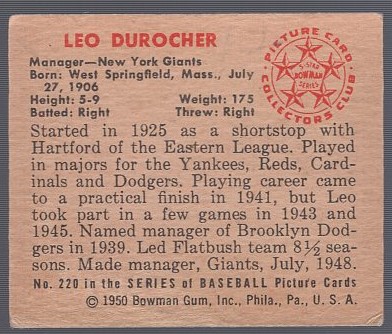 LEO DUROCHER
Manager—New York Giants
Born: West Springfield, Mass., July
27, 1906
Height: 5-9 Weight: 175
Batted: Right Threw: Right
PICTURE CARD
5-STAR
BOWMAN
SERIES
COLLECTORS CLUB
Started in 1925 as a shortstop with
Hartford of the Eastern League. Played
in majors for the Yankees, Reds, Card-
inals and Dodgers. Playing career came
to a practical finish in 1941, but Leo
took part in a few games in 1943 and
1945. Named manager of Brooklyn Dod-
gers in 1939. Led Flatbush team 8½ sea-
sons. Made manager, Giants, July, 1948.
No. 220 in the SERIES of BASEBALL Picture Cards
©1950 Bowman Gum, Inc., Phila., Pa., U. S. A.